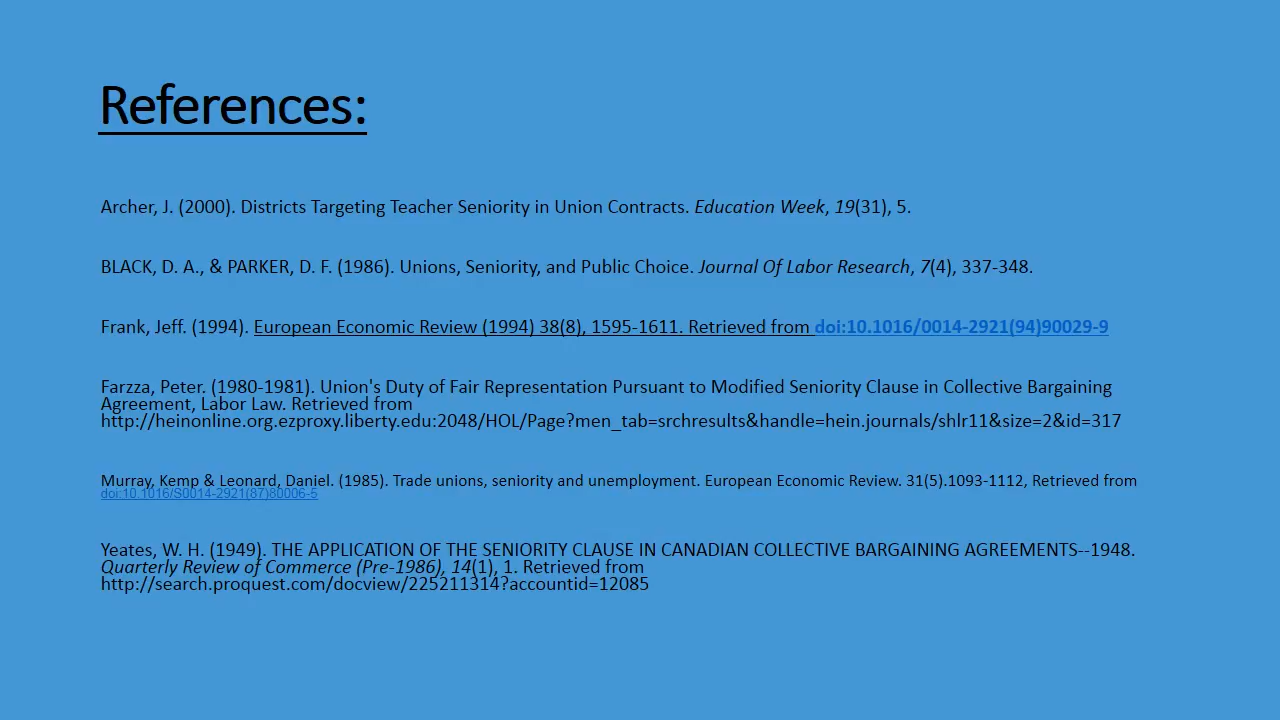 References:
Archer, J. (2000). Districts Targeting Teacher Seniority in Union Contracts. Education Week, 19(31), 5.
BLACK, D. A., & PARKER, D. F. (1986). Unions, Seniority, and Public Choice. Journal Of Labor Research, 7(4), 337-348.
Frank, Jeff. (1994). European Economic Review (1994) 38(8), 1595-1611. Retrieved from doi:10.1016/0014-2921(94)90029-9
Farzza, Peter. (1980-1981). Union's Duty of Fair Representation Pursuant to Modified Seniority Clause in Collective Bargaining
Agreement, Labor Law. Retrieved from
http://heinonline.org.ezproxy.liberty.edu:2048/HOL/Page?men_tab=srchresults&handle=hein.journals/shlr11&size=2&id=317
Murray, Kemp & Leonard, Daniel. (1985). Trade unions, seniority and unemployment. European Economic Review. 31(5).1093-1112, Retrieved from
doi:10.1016/S0014-2921(87)80006-5
Yeates, W. H. (1949). THE APPLICATION OF THE SENIORITY CLAUSE IN CANADIAN COLLECTIVE BARGAINING AGREEMENTS--1948.
Quarterly Review of Commerce (Pre-1986), 14(1), 1. Retrieved from
http://search.proquest.com/docview/225211314?accountid=12085